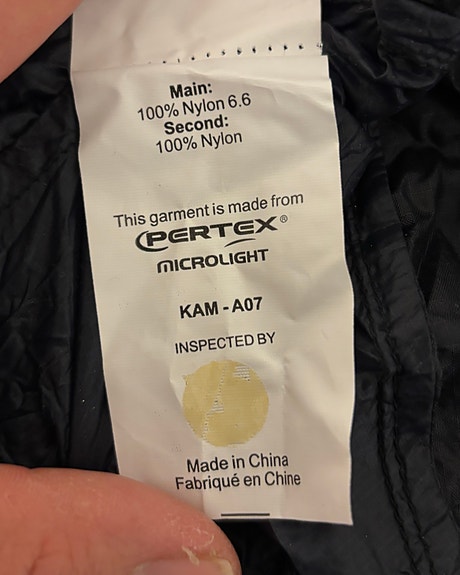 Main:
100% Nylon 6.6
Second:
100% Nylon
This garment is made from
PERTEX®
MICROLIGHT
KAM - A07
INSPECTED BY
Made in China
Fabriqué en Chine